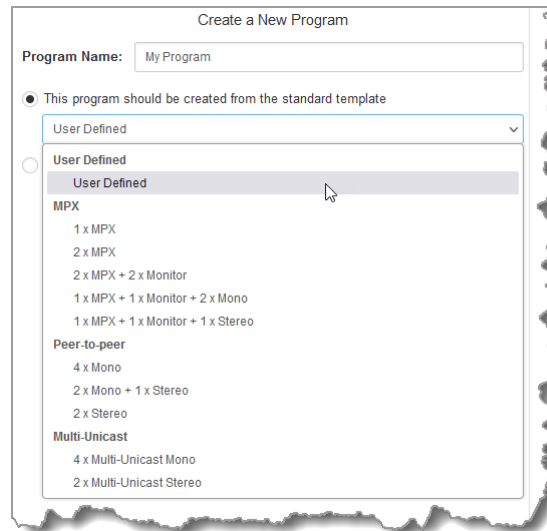 Create a New Program
Program Name: My Program
This program should be created from the standard template
User Defined
User Defined
User Defined
MPX
1 x MPX
2 x MPX
2 x MPX + 2 x Monitor
1 x MPX + 1 x Monitor + 2 x Mono
1 x MPX + 1 x Monitor + 1 x Stereo
Peer-to-peer
4 x Mono
2 x Mono + 1 x Stereo
2 x Stereo
Multi-Unicast
4 x Multi-Unicast Mono
2 x Multi-Unicast Stereo